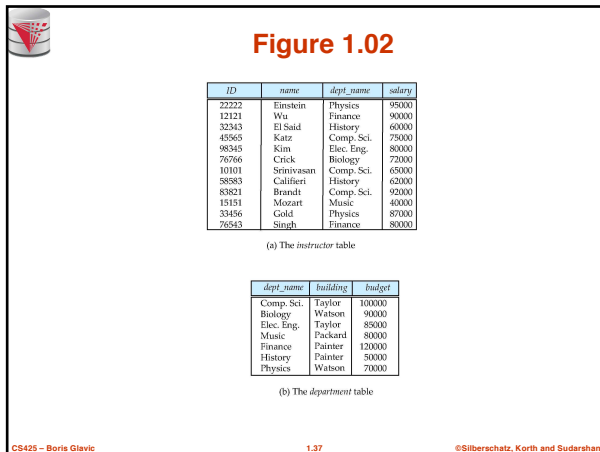 Figure 1.02
ID name dept_name salary
22222 Einstein Physics 95000
12121 Wu Finance 90000
32343 El Said History 60000
45565 Katz Comp. Sci. 75000
98345 Kim Elec. Eng. 80000
76766 Crick Biology 72000
10101 Srinivasan Comp. Sci. 65000
58583 Califieri History 62000
83821 Brandt Comp. Sci. 92000
15151 Mozart Music 40000
33456 Gold Physics 87000
76543 Singh Finance 80000
(a) The instructor table
dept_name building budget
Comp. Sci. Taylor 100000
Biology Watson 90000
Elec. Eng. Taylor 85000
Music Packard 80000
Finance Painter 120000
History Painter 50000
Physics Watson 70000
(b) The department table
CS425 – Boris Glavic 1.37 ©Silberschatz, Korth and Sudarshan